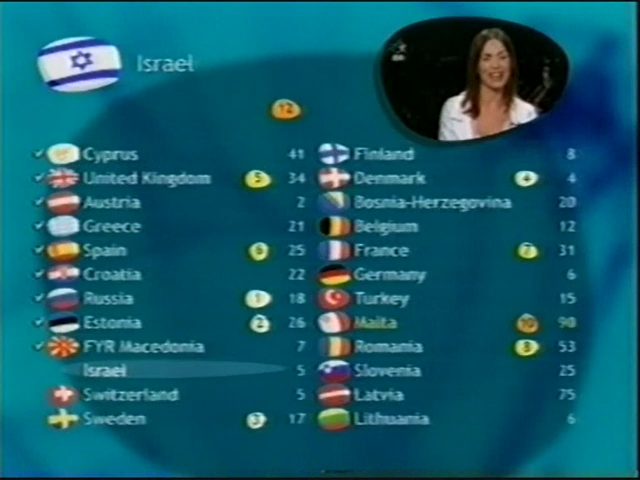 Israel
12
Cyprus 41
United Kingdom 5 34
Austria 2
Greece 21
Spain 6 25
Croatia 22
Russia 1 18
Estonia 2 26
FYR Macedonia 7
Israel 5
Switzerland 5
Sweden 3 17
Finland 8
Denmark 4 4
Bosnia-Herzegovina 20
Belgium 12
France 7 31
Germany 6
Turkey 15
Malta 10 90
Romania 8 53
Slovenia 25
Latvia 75
Lithuania 6